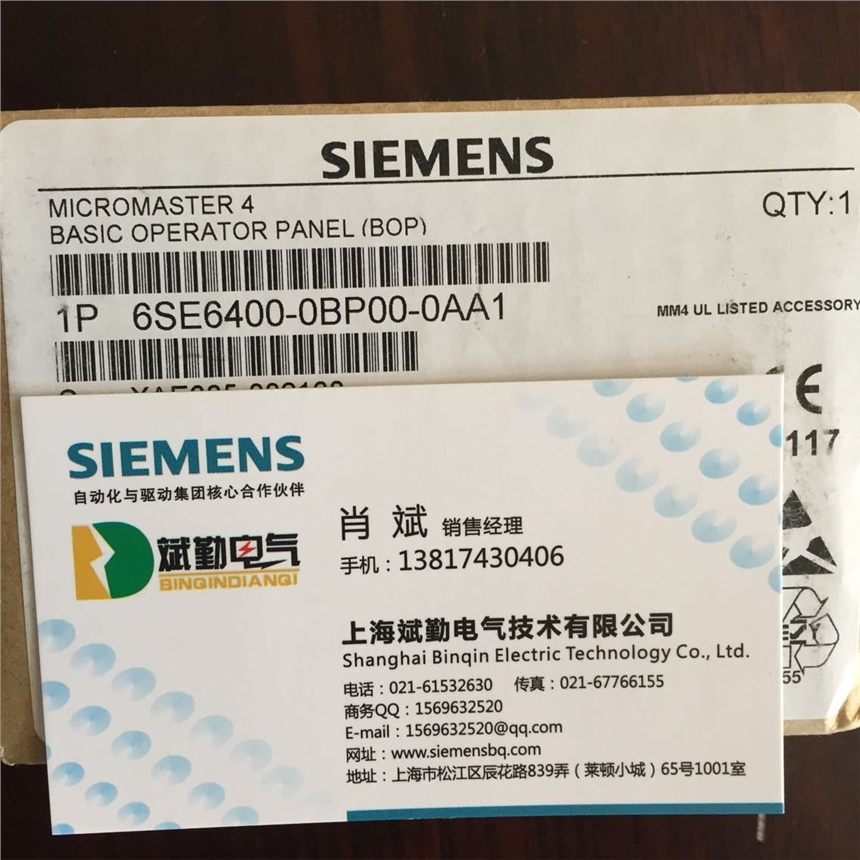 SIEMENS
MICROMASTER 4
QTY:1
BASIC OPERATOR PANEL (BOP)
1P 6SE6400-0BP00-0AA1
MM4 UL LISTED ACCESSORY
CE
117
SIEMENS
自动化与驱动集团核心合作伙伴
斌勤电气
BINQINDIANQI
肖 斌 销售经理
手机：13817430406
上海斌勤电气技术有限公司
Shanghai Binqin Electric Technology Co., Ltd.
电话：021-61532630 传真：021-67766155
商务QQ：1569632520
E-mail：1569632520@qq.com
网址：www.siemensbq.com
地址：上海市松江区辰花路839弄（莱顿小城）65号1001室
EZY
55